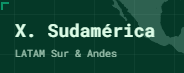 X. Sudamérica
LATAM Sur & Andes